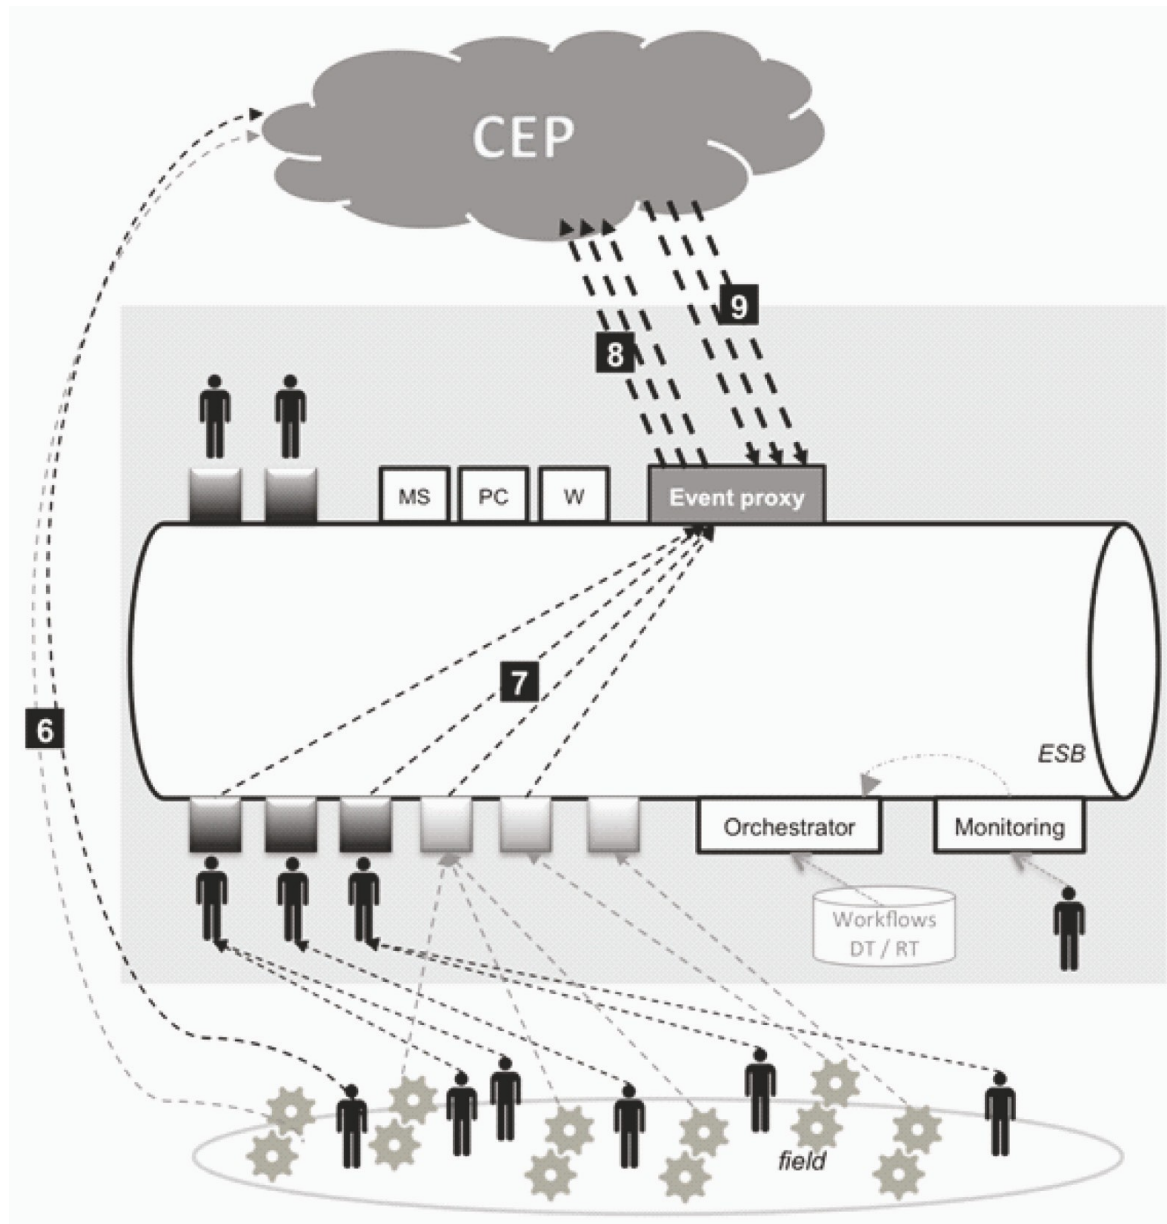 CEP
9
8
MS
PC
W
Event proxy
7
6
ESB
Orchestrator
Monitoring
Workflows
DT / RT
field